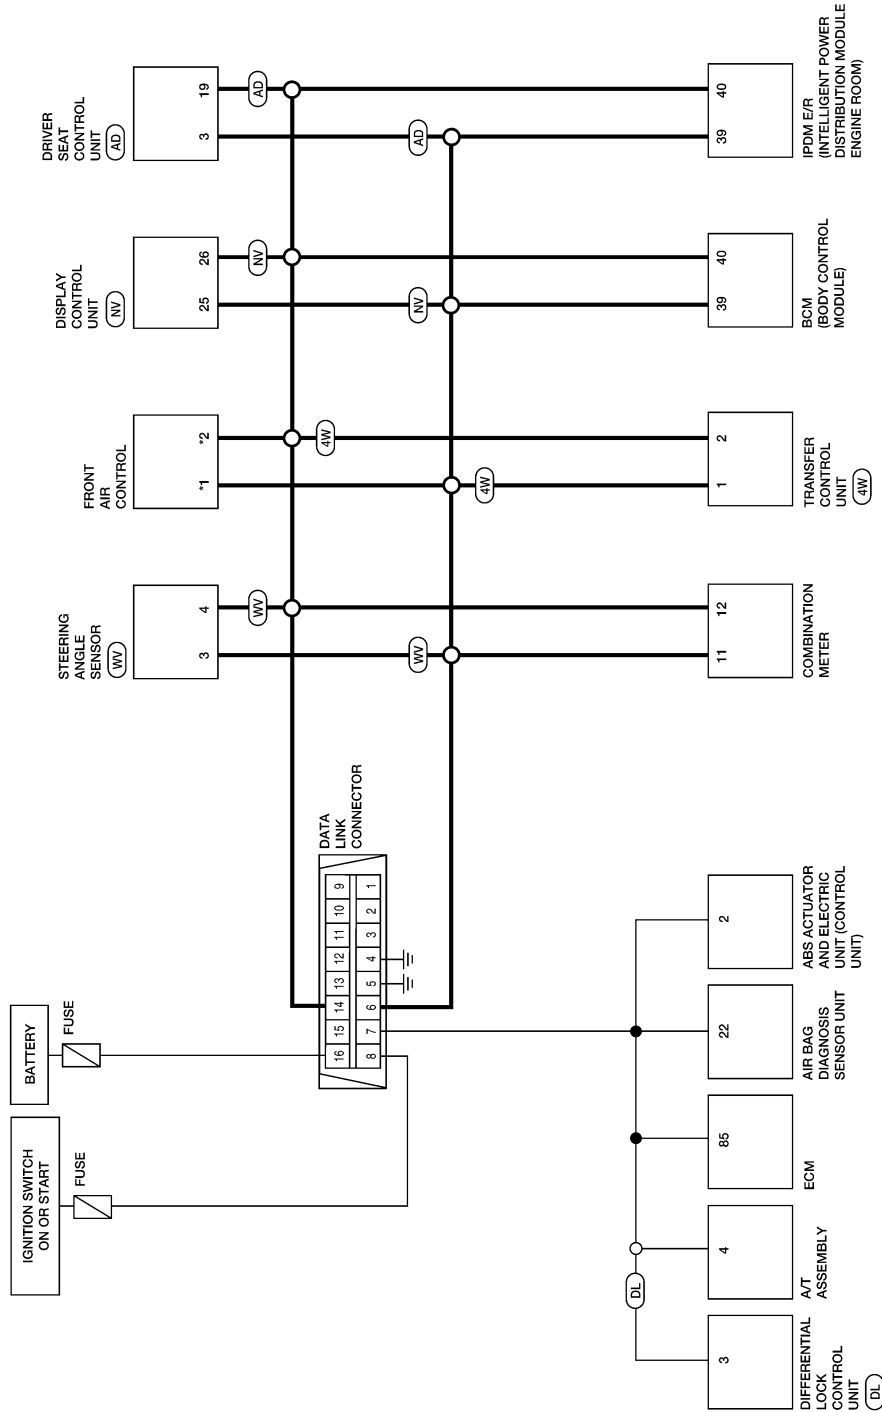 IGNITION SWITCH
ON OR START
FUSE
BATTERY
FUSE
DATA
LINK
CONNECTOR
16
15
14
13
12
11
10
9
8
7
6
5
4
3
2
1
STEERING
ANGLE
SENSOR
WV
3
4
WV
WV
FRONT
AIR
CONTROL
*1
*2
4W
4W
DISPLAY
CONTROL
UNIT
NV
25
26
NV
NV
DRIVER
SEAT
CONTROL
UNIT
AD
3
19
AD
AD
DL
3
DIFFERENTIAL
LOCK
CONTROL
UNIT
DL
4
A/T
ASSEMBLY
85
ECM
22
AIR BAG
DIAGNOSIS
SENSOR UNIT
2
ABS ACTUATOR
AND ELECTRIC
UNIT (CONTROL
UNIT)
11
12
COMBINATION
METER
1
2
TRANSFER
CONTROL
UNIT
4W
39
40
BCM
(BODY CONTROL
MODULE)
39
40
IPDM E/R
(INTELLIGENT POWER
DISTRIBUTION MODULE
ENGINE ROOM)